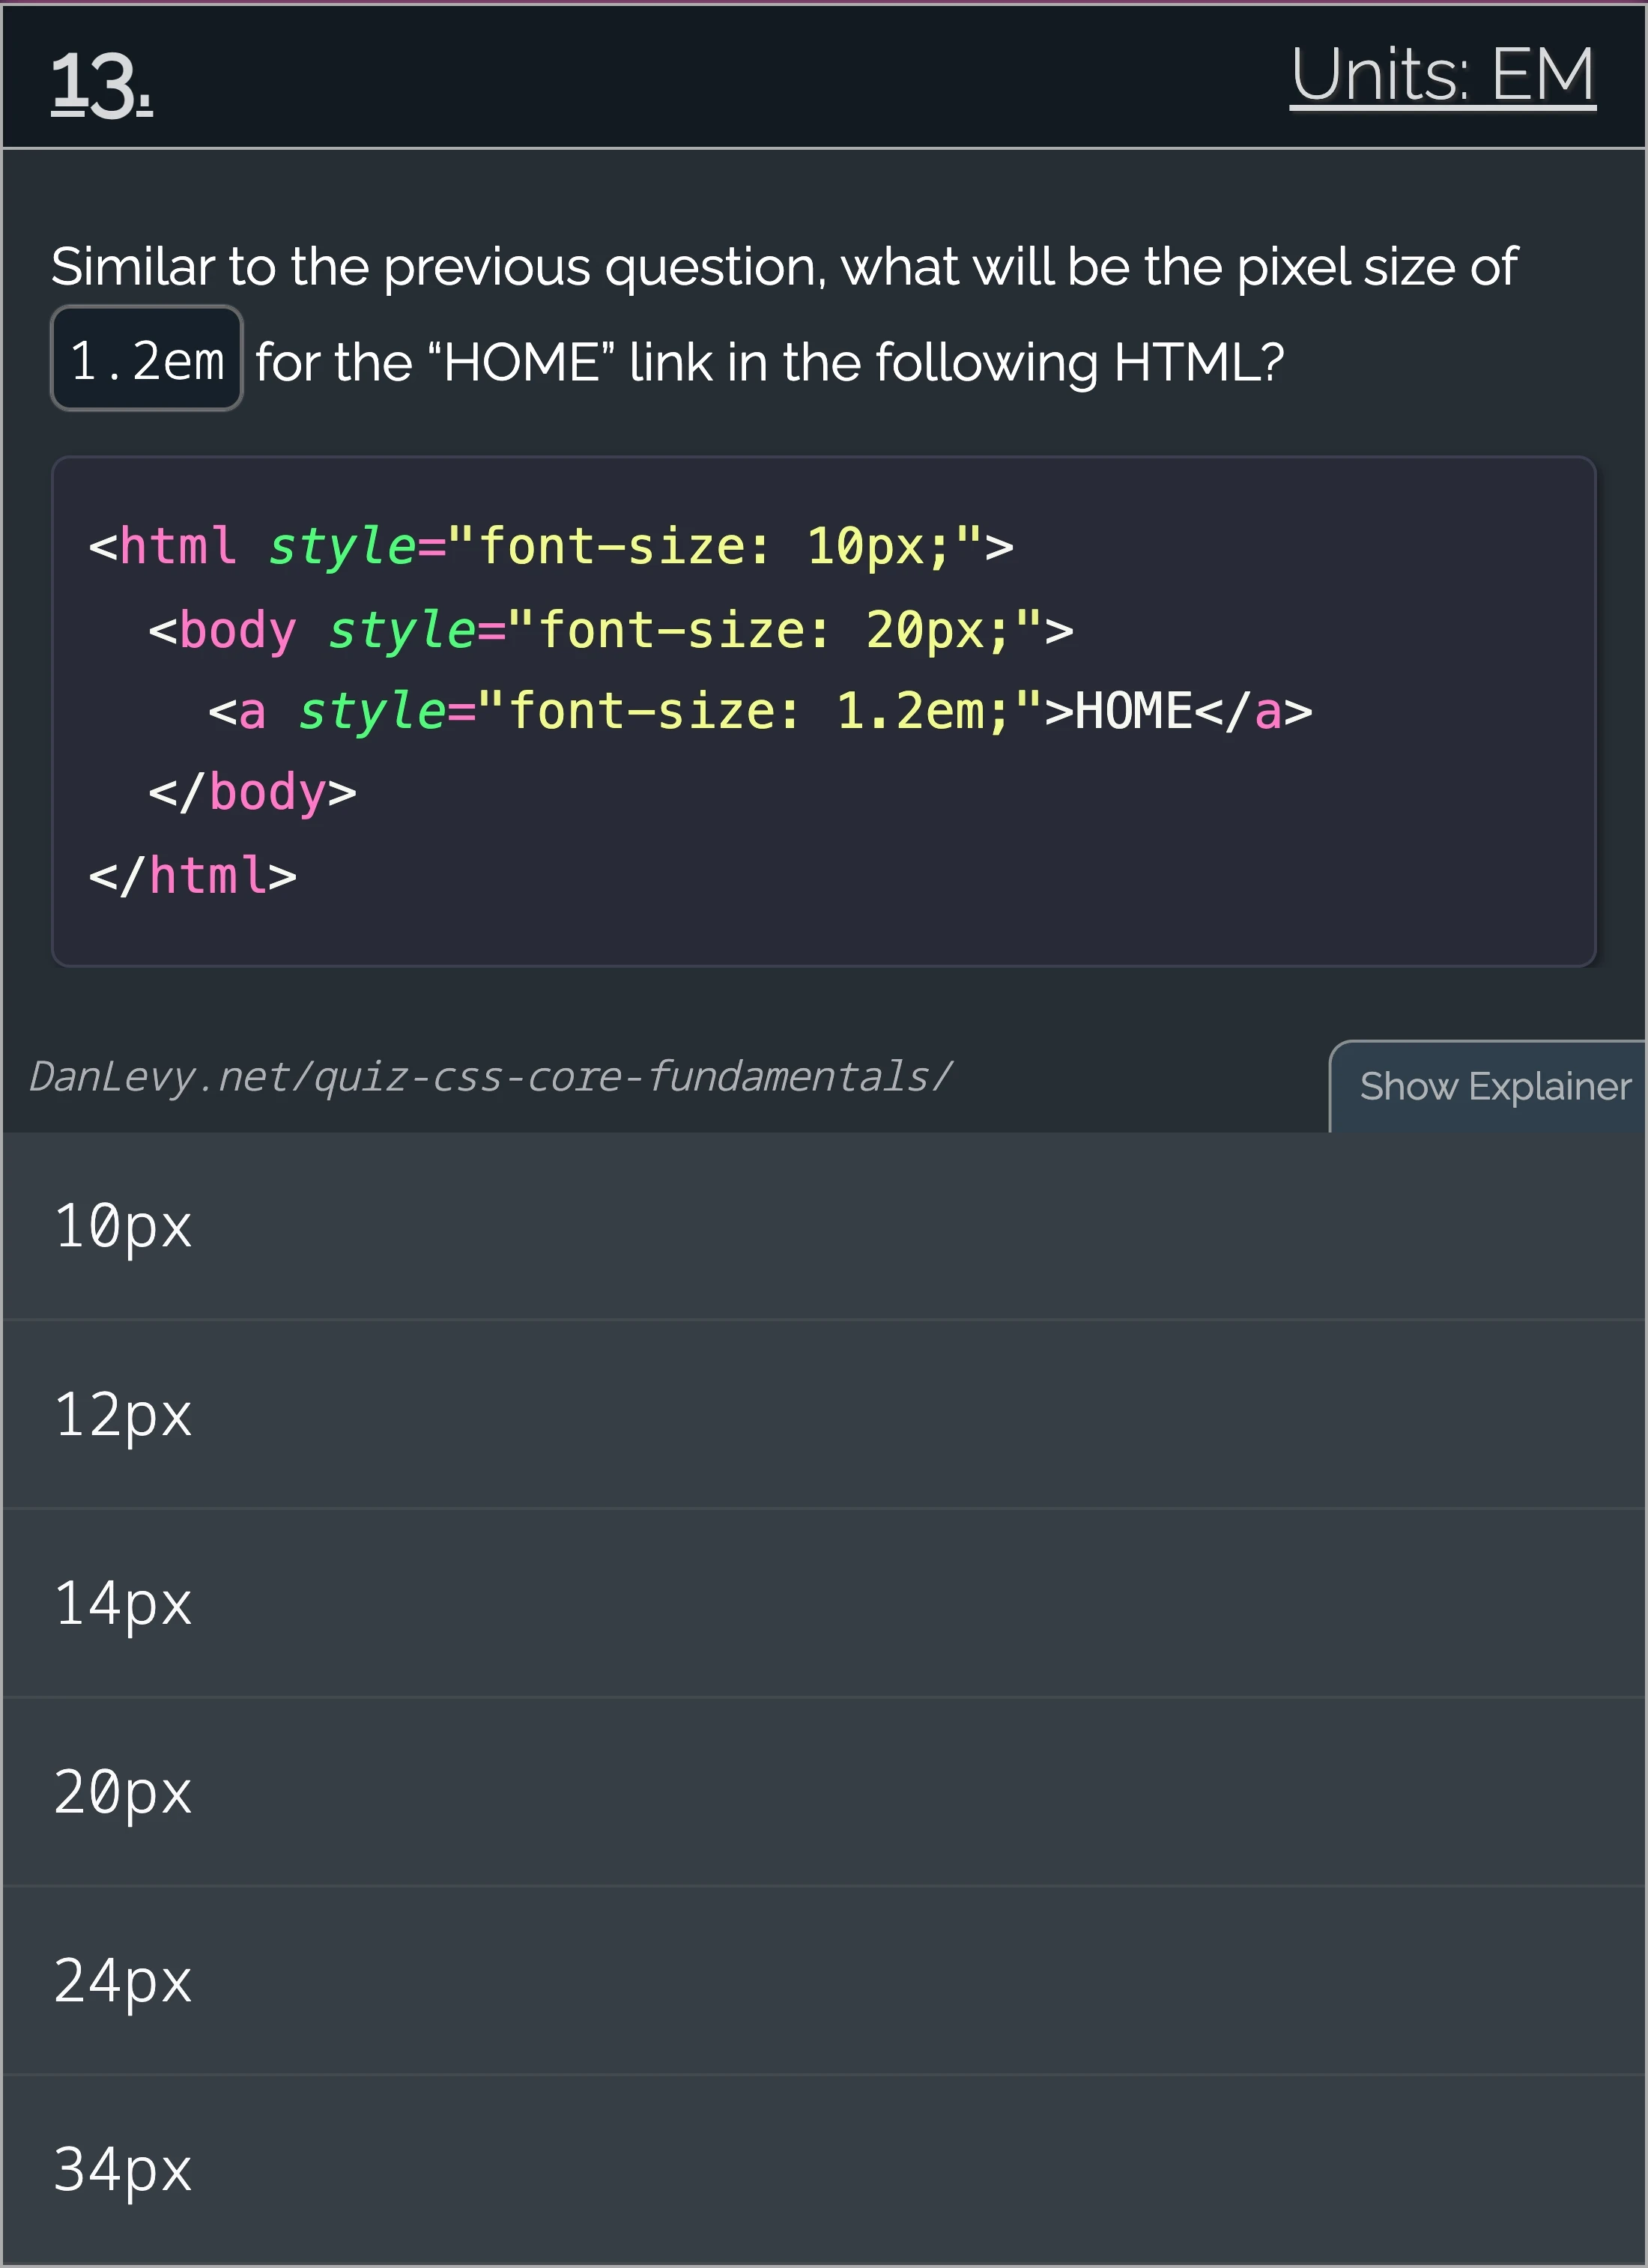 13.
Units: EM
Similar to the previous question, what will be the pixel size of
1.2em for the “HOME” link in the following HTML?
<html style="font-size: 10px;">
  <body style="font-size: 20px;">
    <a style="font-size: 1.2em;">HOME</a>
  </body>
</html>
DanLevy.net/quiz-css-core-fundamentals/
Show Explainer
10px
12px
14px
20px
24px
34px